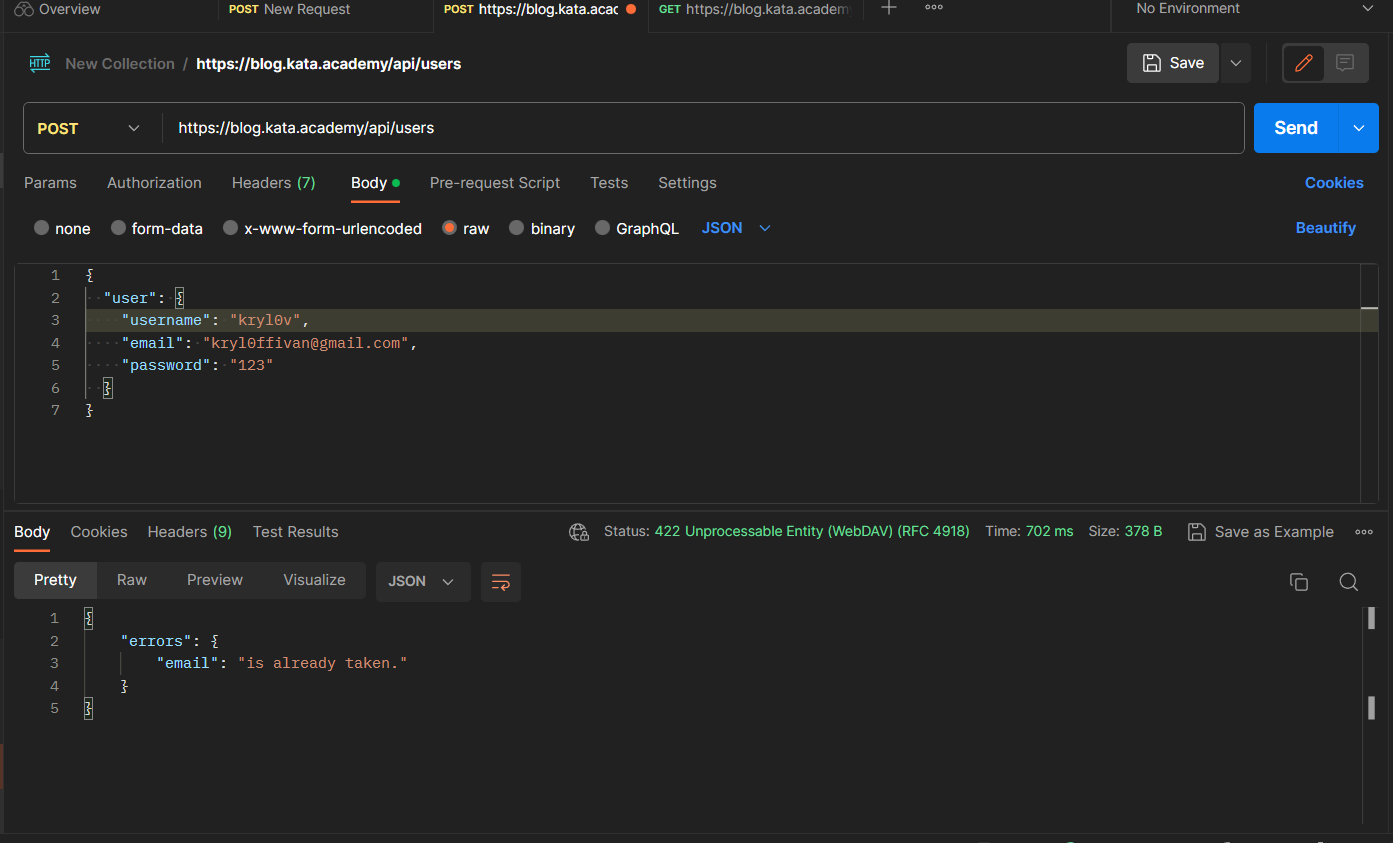 Overview
POST New Request
POST https://blog.kata.acac
GET https://blog.kata.academ
No Environment
HTTP New Collection / https://blog.kata.academy/api/users
Save
POST https://blog.kata.academy/api/users
Send
Params Authorization Headers (7) Body Pre-request Script Tests Settings Cookies
none form-data x-www-form-urlencoded raw binary GraphQL JSON Beautify
1 {
2 "user": {
3 "username": "kryl0v",
4 "email": "kryl0ffivan@gmail.com",
5 "password": "123"
6 }
7 }
Body Cookies Headers (9) Test Results Status: 422 Unprocessable Entity (WebDAV) (RFC 4918) Time: 702 ms Size: 378 B Save as Example
Pretty Raw Preview Visualize JSON
1 {
2 "errors": {
3 "email": "is already taken."
4 }
5 }